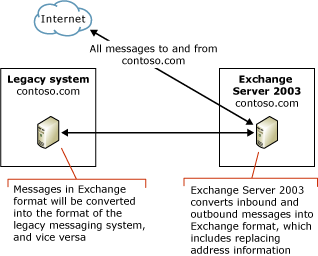 Internet
All messages to and from
contoso.com
Legacy system
contoso.com
Exchange
Server 2003
contoso.com
Messages in Exchange
format will be converted
into the format of the
legacy messaging system,
and vice versa
Exchange Server 2003
converts inbound and
outbound messages into
Exchange format, which
includes replacing
address information